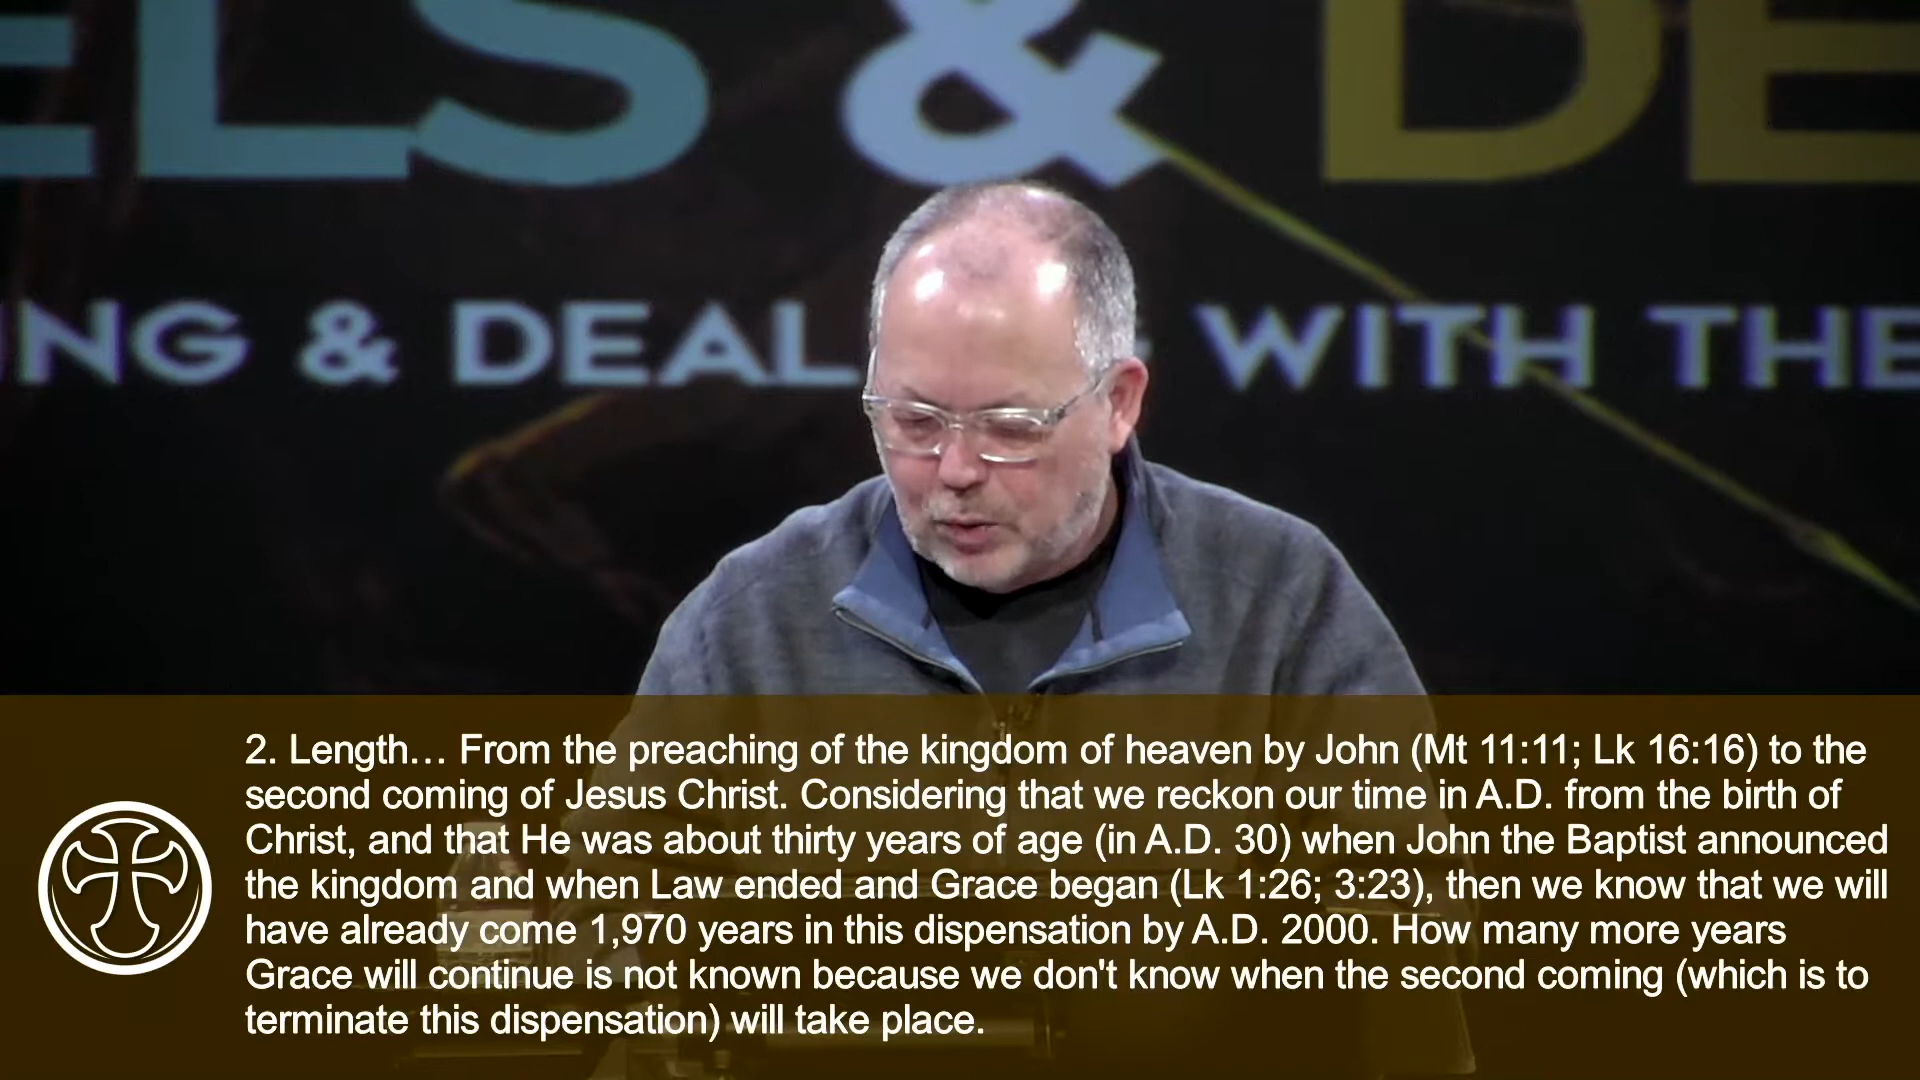 ELS & DE
ING & DEAL WITH THE
2. Length… From the preaching of the kingdom of heaven by John (Mt 11:11; Lk 16:16) to the
second coming of Jesus Christ. Considering that we reckon our time in A.D. from the birth of
Christ, and that He was about thirty years of age (in A.D. 30) when John the Baptist announced
the kingdom and when Law ended and Grace began (Lk 1:26; 3:23), then we know that we will
have already come 1,970 years in this dispensation by A.D. 2000. How many more years
Grace will continue is not known because we don't know when the second coming (which is to
terminate this dispensation) will take place.